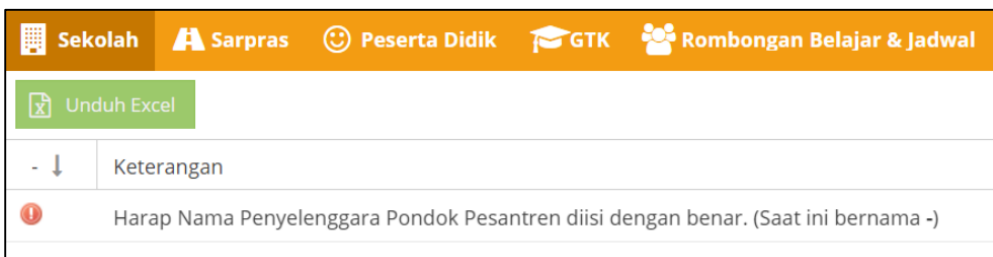 Sekolah Sarpras Peserta Didik GTK Rombongan Belajar & Jadwal
Unduh Excel
- Keterangan
Harap Nama Penyelenggara Pondok Pesantren diisi dengan benar. (Saat ini bernama -)